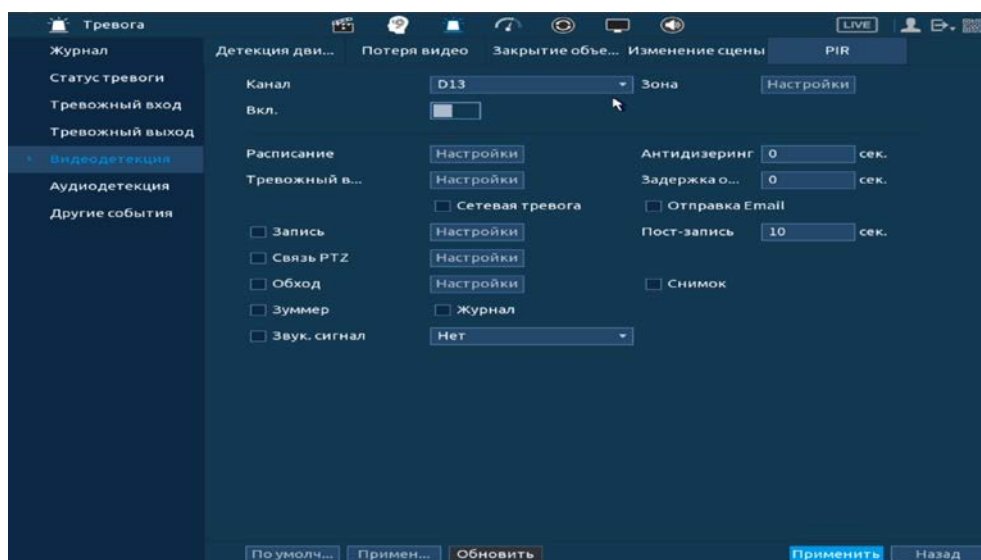 Тревога LIVE
Журнал
Статус тревоги
Тревожный вход
Тревожный выход
Видеодетекция
Аудиодетекция
Другие события
Детекция дви... Потеря видео Закрытие объе... Изменение сцены PIR
Канал D13 Зона Настройки
Вкл.
Расписание Настройки Антидизеринг 0 сек.
Тревожный в... Настройки Задержка о... 0 сек.
Сетевая тревога Отправка Email
Запись Настройки Пост-запись 10 сек.
Связь PTZ Настройки
Обход Настройки Снимок
Зуммер Журнал
Звук. сигнал Нет
По умолч... Примен... Обновить Применить Назад